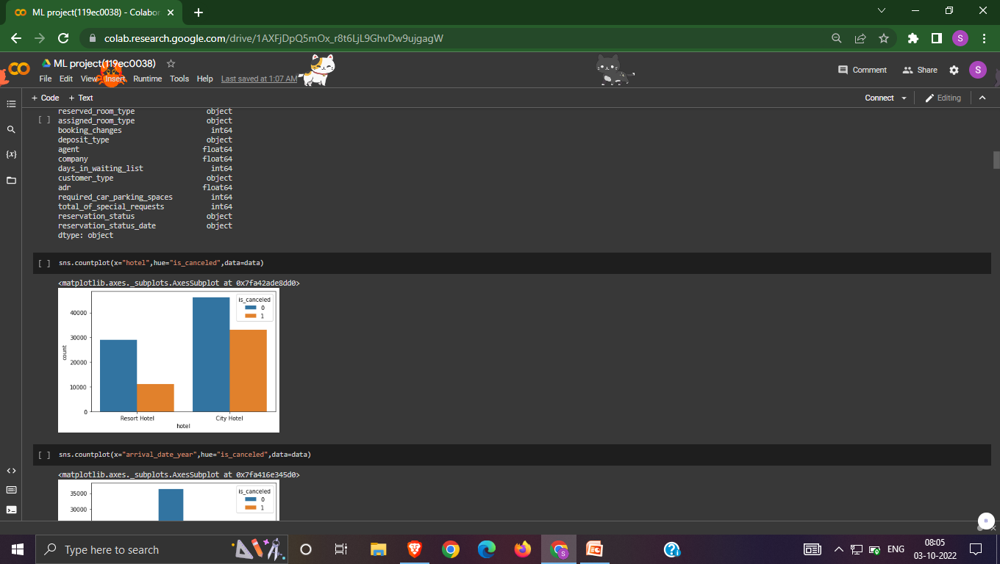 ML project(119ec0038) - Colabor
colab.research.google.com/drive/1AXFjDpQ5mOx_r8t6LjL9GhvDw9ujgagW
S
ML project(119ec0038)
Comment
Share
S
File Edit View Insert Runtime Tools Help Last saved at 1:07 AM
+ Code + Text
Connect
Editing
reserved_room_type object
[ ] assigned_room_type object
booking_changes int64
deposit_type object
agent float64
company float64
days_in_waiting_list int64
customer_type object
adr float64
required_car_parking_spaces int64
total_of_special_requests int64
reservation_status object
reservation_status_date object
dtype: object
[ ] sns.countplot(x="hotel",hue="is_canceled",data=data)
<matplotlib.axes._subplots.AxesSubplot at 0x7fa42ade8dd0>
is_canceled
0
1
40000
30000
20000
10000
0
count
Resort Hotel City Hotel
hotel
[ ] sns.countplot(x="arrival_date_year",hue="is_canceled",data=data)
<matplotlib.axes._subplots.AxesSubplot at 0x7fa416e345d0>
is_canceled
0
1
35000
30000
Type here to search
S
ENG
08:05
03-10-2022